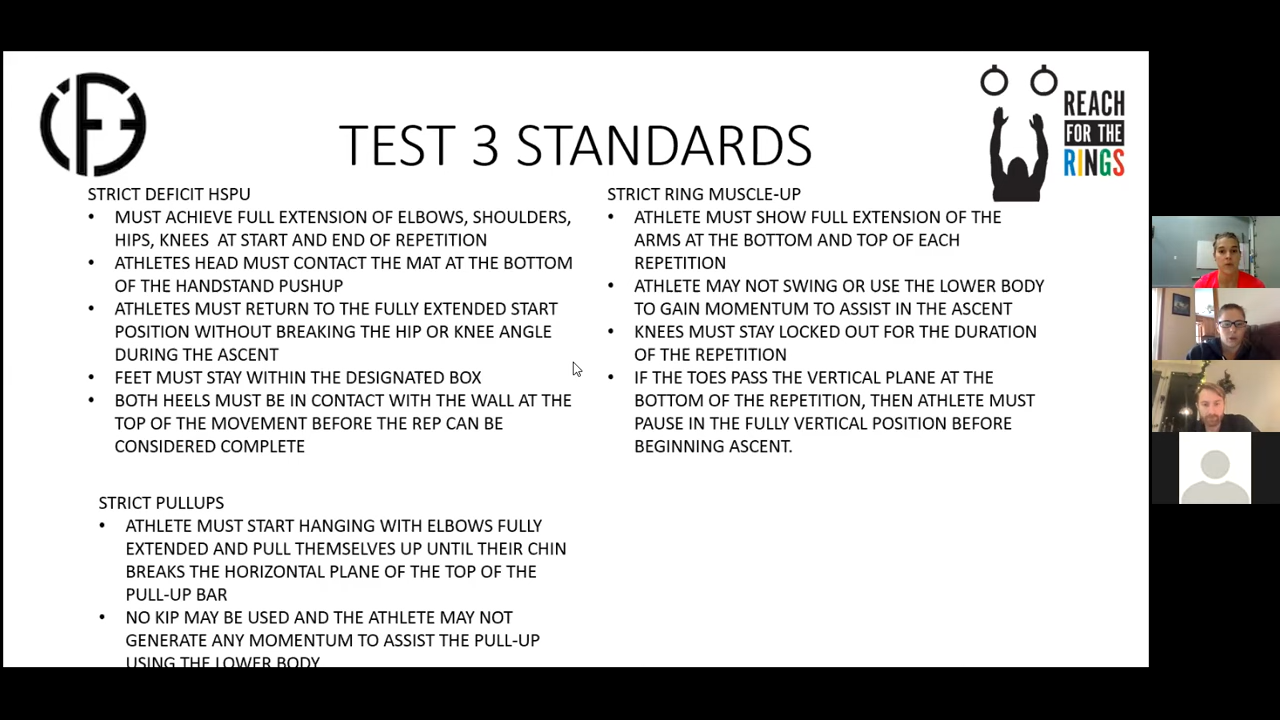 TEST 3 STANDARDS
REACH
FOR THE
RINGS
STRICT DEFICIT HSPU
• MUST ACHIEVE FULL EXTENSION OF ELBOWS, SHOULDERS,
HIPS, KNEES AT START AND END OF REPETITION
• ATHLETES HEAD MUST CONTACT THE MAT AT THE BOTTOM
OF THE HANDSTAND PUSHUP
• ATHLETES MUST RETURN TO THE FULLY EXTENDED START
POSITION WITHOUT BREAKING THE HIP OR KNEE ANGLE
DURING THE ASCENT
• FEET MUST STAY WITHIN THE DESIGNATED BOX
• BOTH HEELS MUST BE IN CONTACT WITH THE WALL AT THE
TOP OF THE MOVEMENT BEFORE THE REP CAN BE
CONSIDERED COMPLETE
STRICT PULLUPS
• ATHLETE MUST START HANGING WITH ELBOWS FULLY
EXTENDED AND PULL THEMSELVES UP UNTIL THEIR CHIN
BREAKS THE HORIZONTAL PLANE OF THE TOP OF THE
PULL-UP BAR
• NO KIP MAY BE USED AND THE ATHLETE MAY NOT
GENERATE ANY MOMENTUM TO ASSIST THE PULL-UP
USING THE LOWER BODY
STRICT RING MUSCLE-UP
• ATHLETE MUST SHOW FULL EXTENSION OF THE
ARMS AT THE BOTTOM AND TOP OF EACH
REPETITION
• ATHLETE MAY NOT SWING OR USE THE LOWER BODY
TO GAIN MOMENTUM TO ASSIST IN THE ASCENT
• KNEES MUST STAY LOCKED OUT FOR THE DURATION
OF THE REPETITION
• IF THE TOES PASS THE VERTICAL PLANE AT THE
BOTTOM OF THE REPETITION, THEN ATHLETE MUST
PAUSE IN THE FULLY VERTICAL POSITION BEFORE
BEGINNING ASCENT.